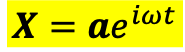 X = ae^{iωt}